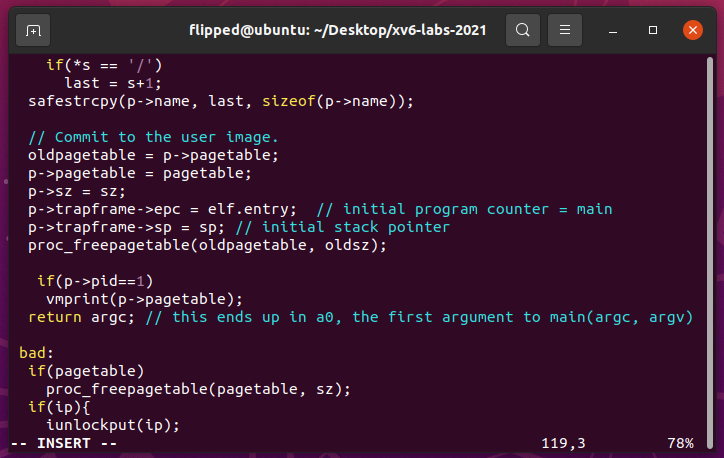 flipped@ubuntu: ~/Desktop/xv6-labs-2021
    if(*s == '/')
      last = s+1;
  safestrcpy(p->name, last, sizeof(p->name));

  // Commit to the user image.
  oldpagetable = p->pagetable;
  p->pagetable = pagetable;
  p->sz = sz;
  p->trapframe->epc = elf.entry;  // initial program counter = main
  p->trapframe->sp = sp; // initial stack pointer
  proc_freepagetable(oldpagetable, oldsz);

   if(p->pid==1)
    vmprint(p->pagetable);
  return argc; // this ends up in a0, the first argument to main(argc, argv)

 bad:
  if(pagetable)
    proc_freepagetable(pagetable, sz);
  if(ip){
    iunlockput(ip);
-- INSERT --                                               119,3         78%